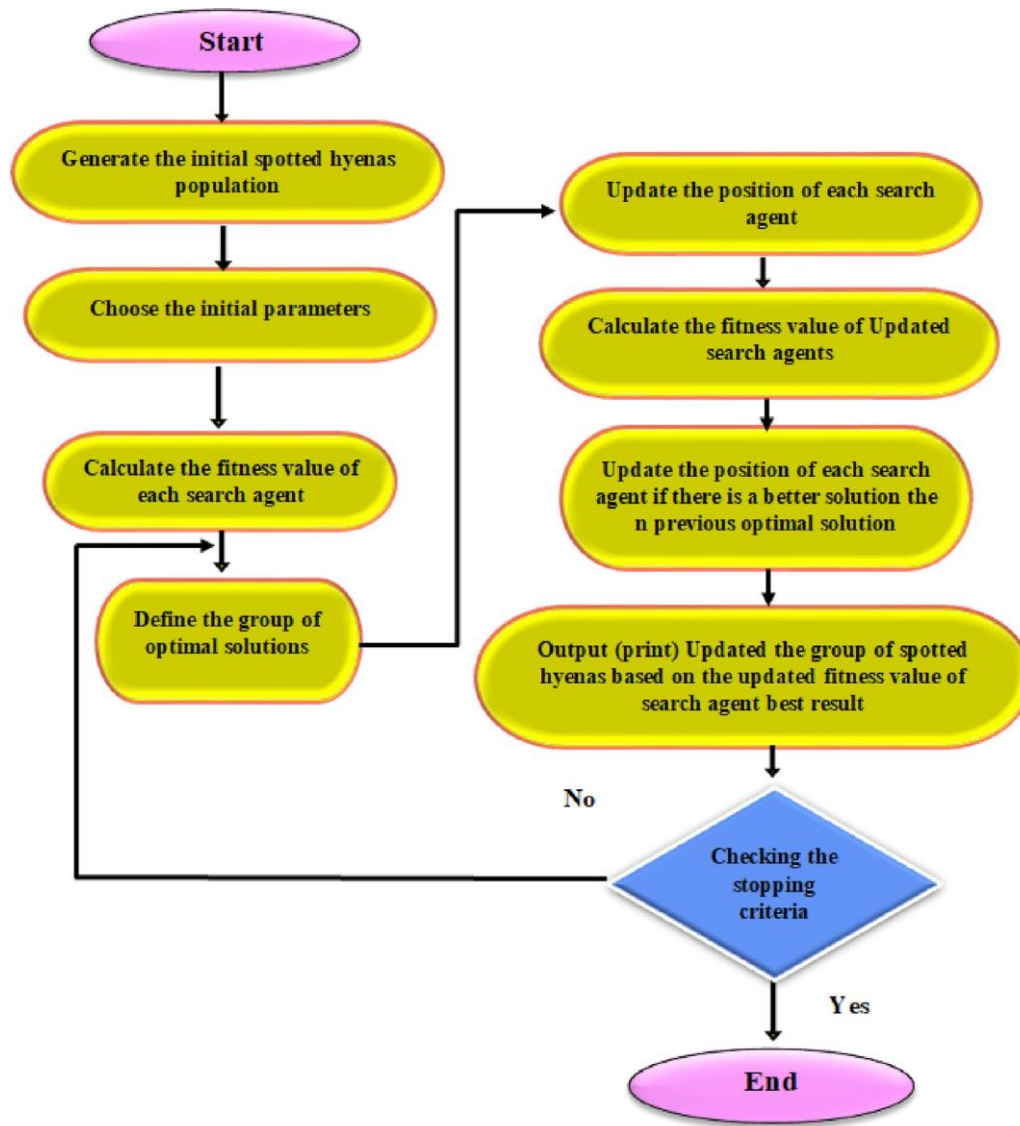 Start
Generate the initial spotted hyenas
population
Choose the initial parameters
Calculate the fitness value of
each search agent
Define the group of
optimal solutions
Update the position of each search
agent
Calculate the fitness value of Updated
search agents
Update the position of each search
agent if there is a better solution the
n previous optimal solution
Output (print) Updated the group of spotted
hyenas based on the updated fitness value of
search agent best result
No
Checking the
stopping
criteria
Yes
End